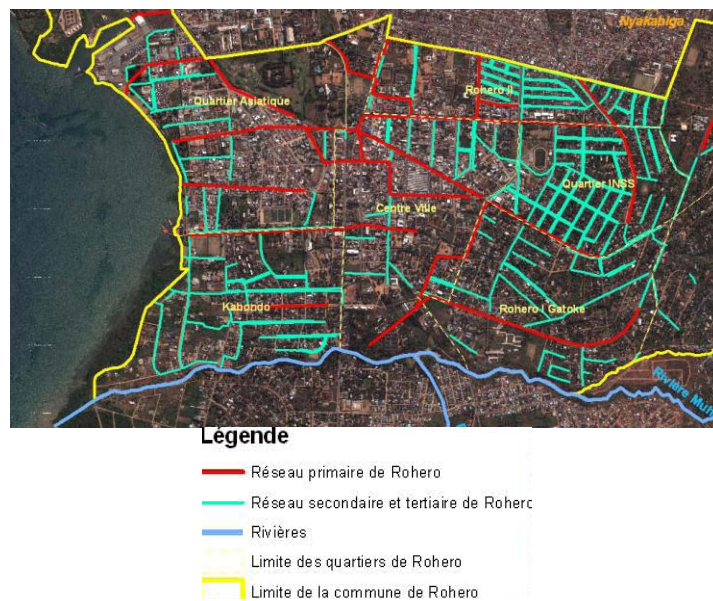 Nyakabiga
Rohero II
Quartier Asiatique
Quartier INSS
Centre Ville
Kabondo
Rohero I Gatoke
Rivière
Légende
Réseau primaire de Rohero
Réseau secondaire et tertiaire de Rohero
Rivières
Limite des quartiers de Rohero
Limite de la commune de Rohero